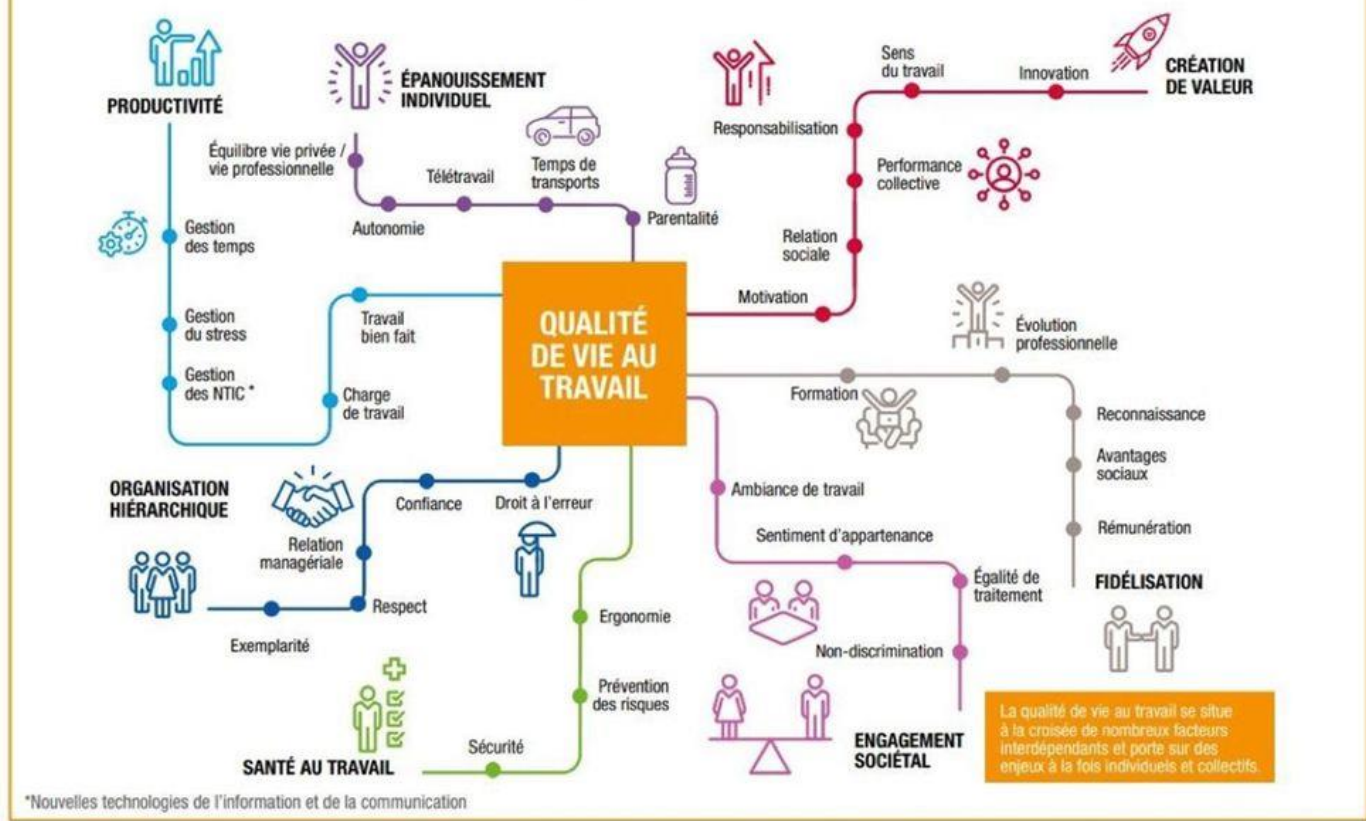 PRODUCTIVITÉ
Gestion
des temps
Gestion
du stress
Gestion
des NTIC *
Charge
de travail
Travail
bien fait
ÉPANOUISSEMENT
INDIVIDUEL
Équilibre vie privée /
vie professionnelle
Autonomie
Télétravail
Temps de
transports
Parentalité
CRÉATION
DE VALEUR
Innovation
Sens
du travail
Responsabilisation
Performance
collective
Relation
sociale
Motivation
QUALITÉ
DE VIE AU
TRAVAIL
Formation
Évolution
professionnelle
Reconnaissance
Avantages
sociaux
Rémunération
FIDÉLISATION
ORGANISATION
HIÉRARCHIQUE
Exemplarité
Respect
Relation
managériale
Confiance
Droit à l'erreur
SANTÉ AU TRAVAIL
Sécurité
Prévention
des risques
Ergonomie
Ambiance de travail
Sentiment d'appartenance
Égalité de
traitement
Non-discrimination
ENGAGEMENT
SOCIÉTAL
La qualité de vie au travail se situe
à la croisée de nombreux facteurs
interdépendants et porte sur des
enjeux à la fois individuels et collectifs.
*Nouvelles technologies de l'information et de la communication